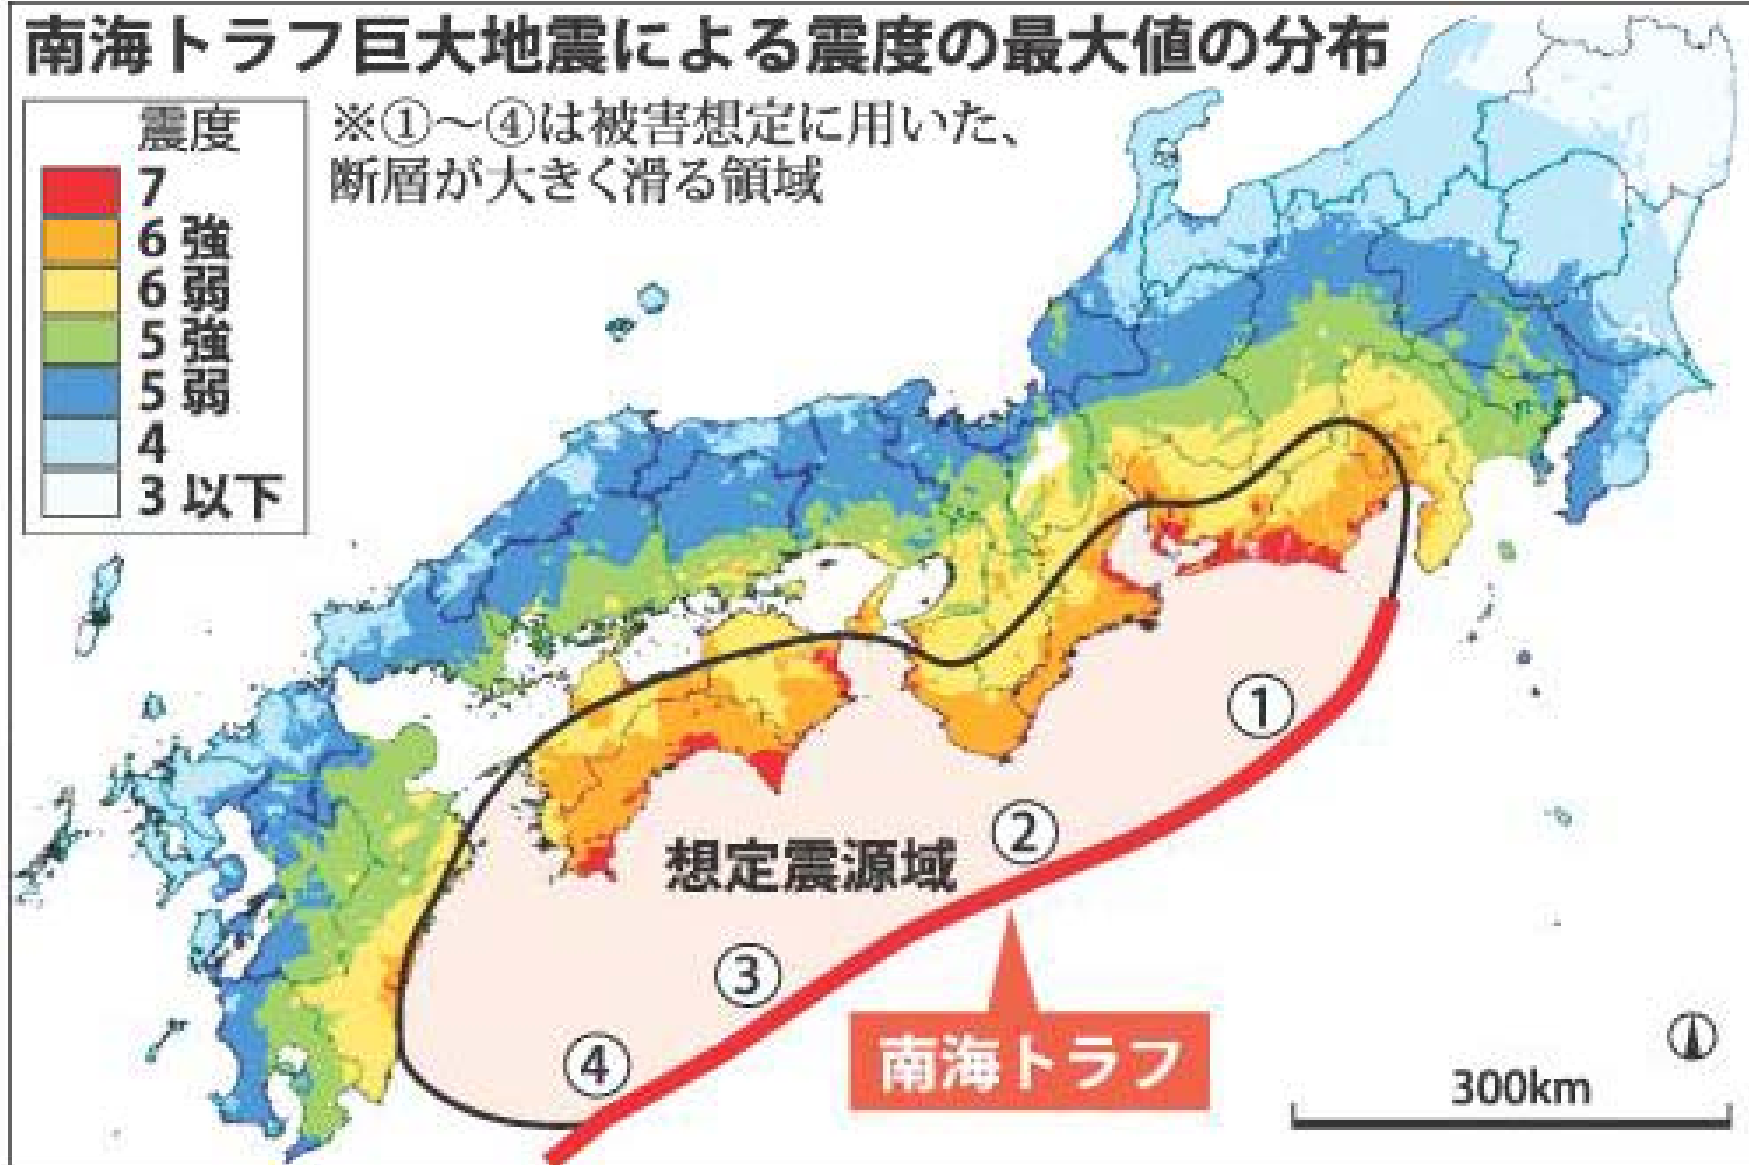 南海トラフ巨大地震による震度の最大値の分布
震度
7
6 強
6 弱
5 強
5 弱
4
3 以下
※①〜④は被害想定に用いた、
断層が大きく滑る領域
①
②
想定震源域
③
④
南海トラフ
300km